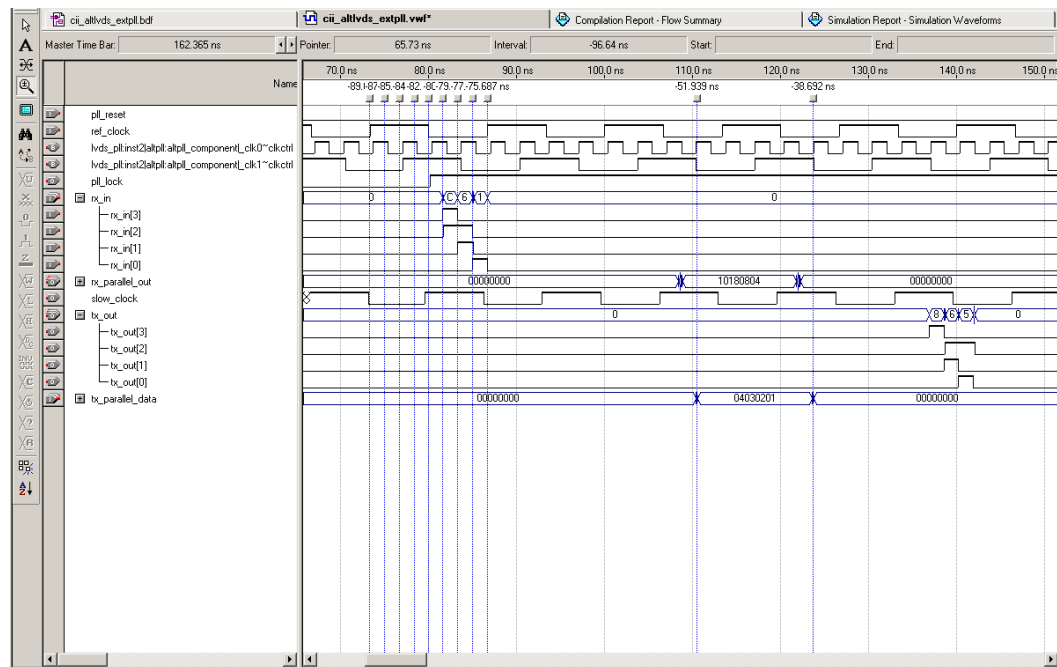 cii_altlvds_extpll.bdf
cii_altlvds_extpll.vwf*
Compilation Report - Flow Summary
Simulation Report - Simulation Waveforms
Master Time Bar: 162.365 ns Pointer: 65.73 ns Interval: -96.64 ns Start: End:
Name
70.0 ns 80.0 ns 90.0 ns 100.0 ns 110.0 ns 120.0 ns 130.0 ns 140.0 ns 150.0 ns
-75.687 ns -51.939 ns -38.692 ns
pll_reset
ref_clock
lvds_pll:inst2|altpll:altpll_component|_clk0~clkctrl
lvds_pll:inst2|altpll:altpll_component|_clk1~clkctrl
pll_lock
rx_in 0 C 6 1 0
rx_in[3]
rx_in[2]
rx_in[1]
rx_in[0]
rx_parallel_out 00000000 10180804 00000000
slow_clock
tx_out 0 8 6 5 0
tx_out[3]
tx_out[2]
tx_out[1]
tx_out[0]
tx_parallel_data 00000000 04030201 00000000